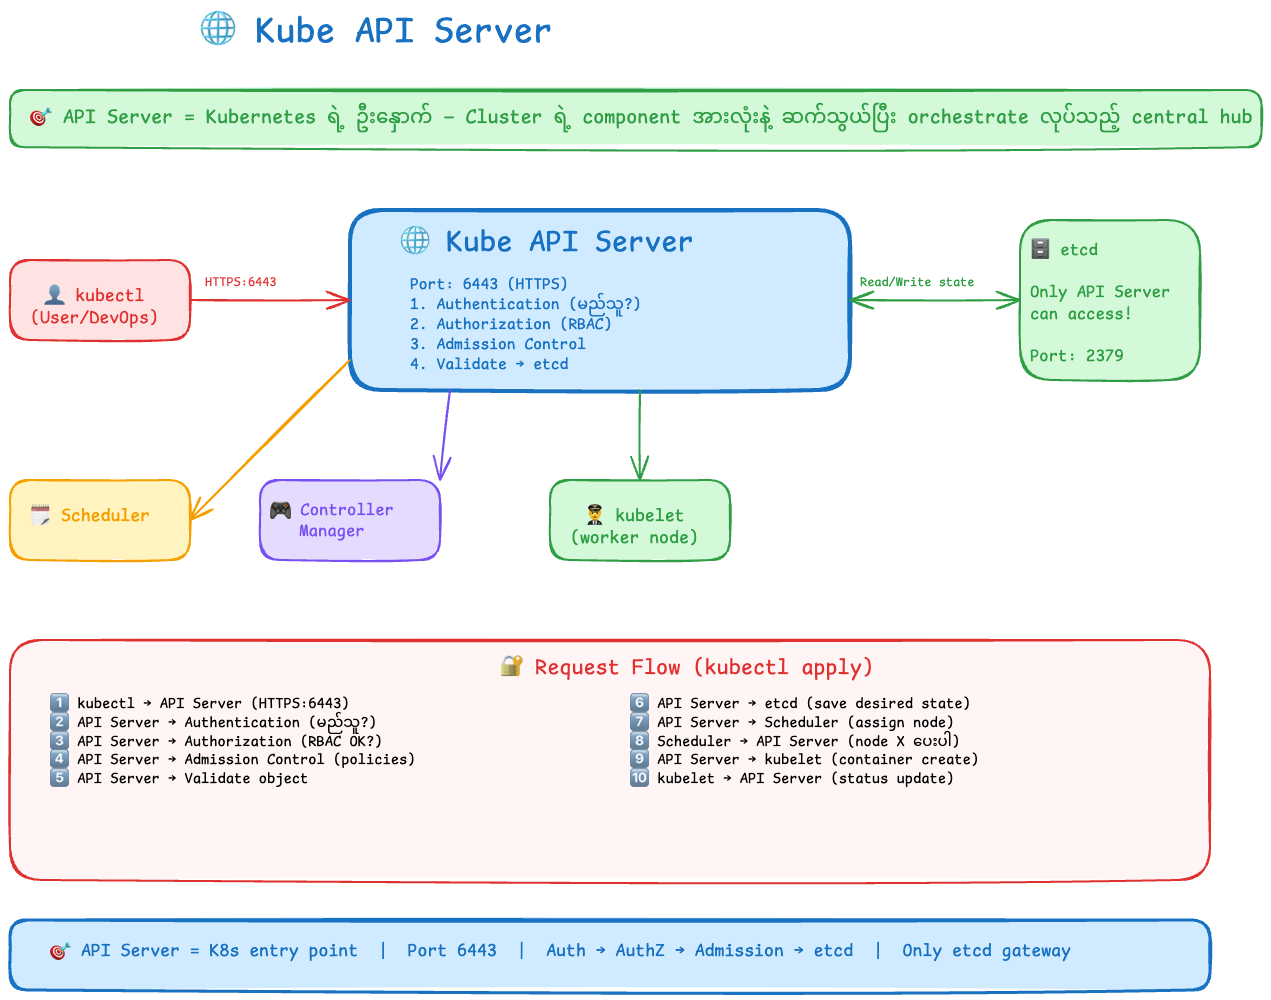 🌐 Kube API Server
🎯 API Server = Kubernetes ရဲ့ ဦးနှောက် — Cluster ရဲ့ component အားလုံးနဲ့ ဆက်သွယ်ပြီး orchestrate လုပ်သည့် central hub
🌐 Kube API Server
Port: 6443 (HTTPS)
1. Authentication (မည်သူ?)
2. Authorization (RBAC)
3. Admission Control
4. Validate → etcd
👤 kubectl
(User/DevOps)
HTTPS:6443
Read/Write state
🗄️ etcd
Only API Server
can access!
Port: 2379
🗓️ Scheduler
🎮 Controller
Manager
👨‍✈️ kubelet
(worker node)
🔐 Request Flow (kubectl apply)
1️⃣ kubectl → API Server (HTTPS:6443)
2️⃣ API Server → Authentication (မည်သူ?)
3️⃣ API Server → Authorization (RBAC OK?)
4️⃣ API Server → Admission Control (policies)
5️⃣ API Server → Validate object
6️⃣ API Server → etcd (save desired state)
7️⃣ API Server → Scheduler (assign node)
8️⃣ Scheduler → API Server (node X ပေးပါ)
9️⃣ API Server → kubelet (container create)
🔟 kubelet → API Server (status update)
🎯 API Server = K8s entry point | Port 6443 | Auth → AuthZ → Admission → etcd | Only etcd gateway